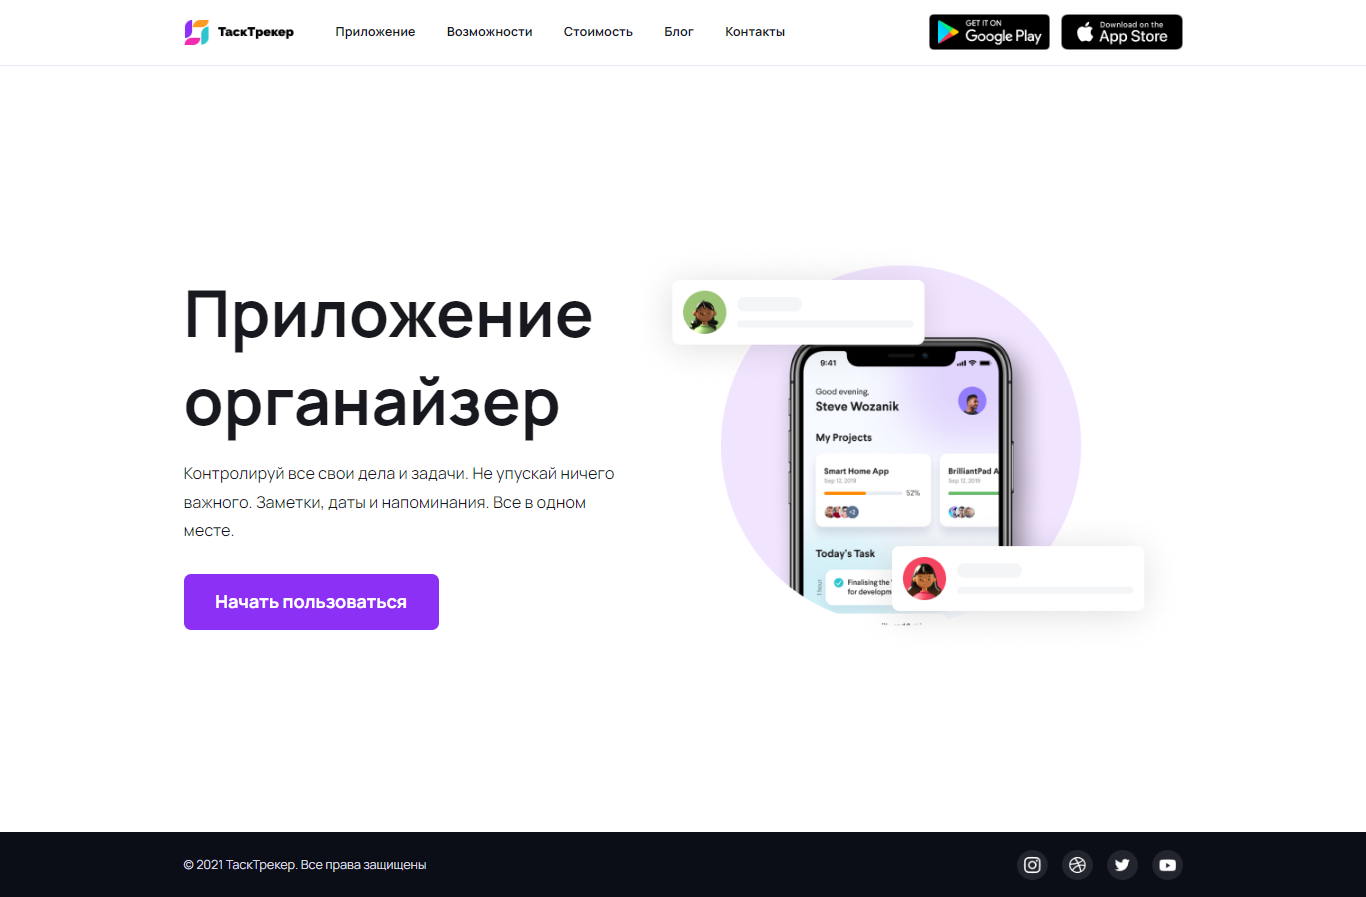 ТаскТрекер
Приложение
Возможности
Стоимость
Блог
Контакты
GET IT ON
Google Play
Download on the
App Store
Приложение
органайзер
Контролируй все свои дела и задачи. Не упускай ничего
важного. Заметки, даты и напоминания. Все в одном
месте.
Начать пользоваться
9:41
Good evening,
Steve Wozanik
My Projects
Smart Home App
Sep 12, 2019
52%
+3
BrilliantPad A
Sep 12, 2019
Today's Task
1 hour
Finalising the
for developm
© 2021 ТаскТрекер. Все права защищены